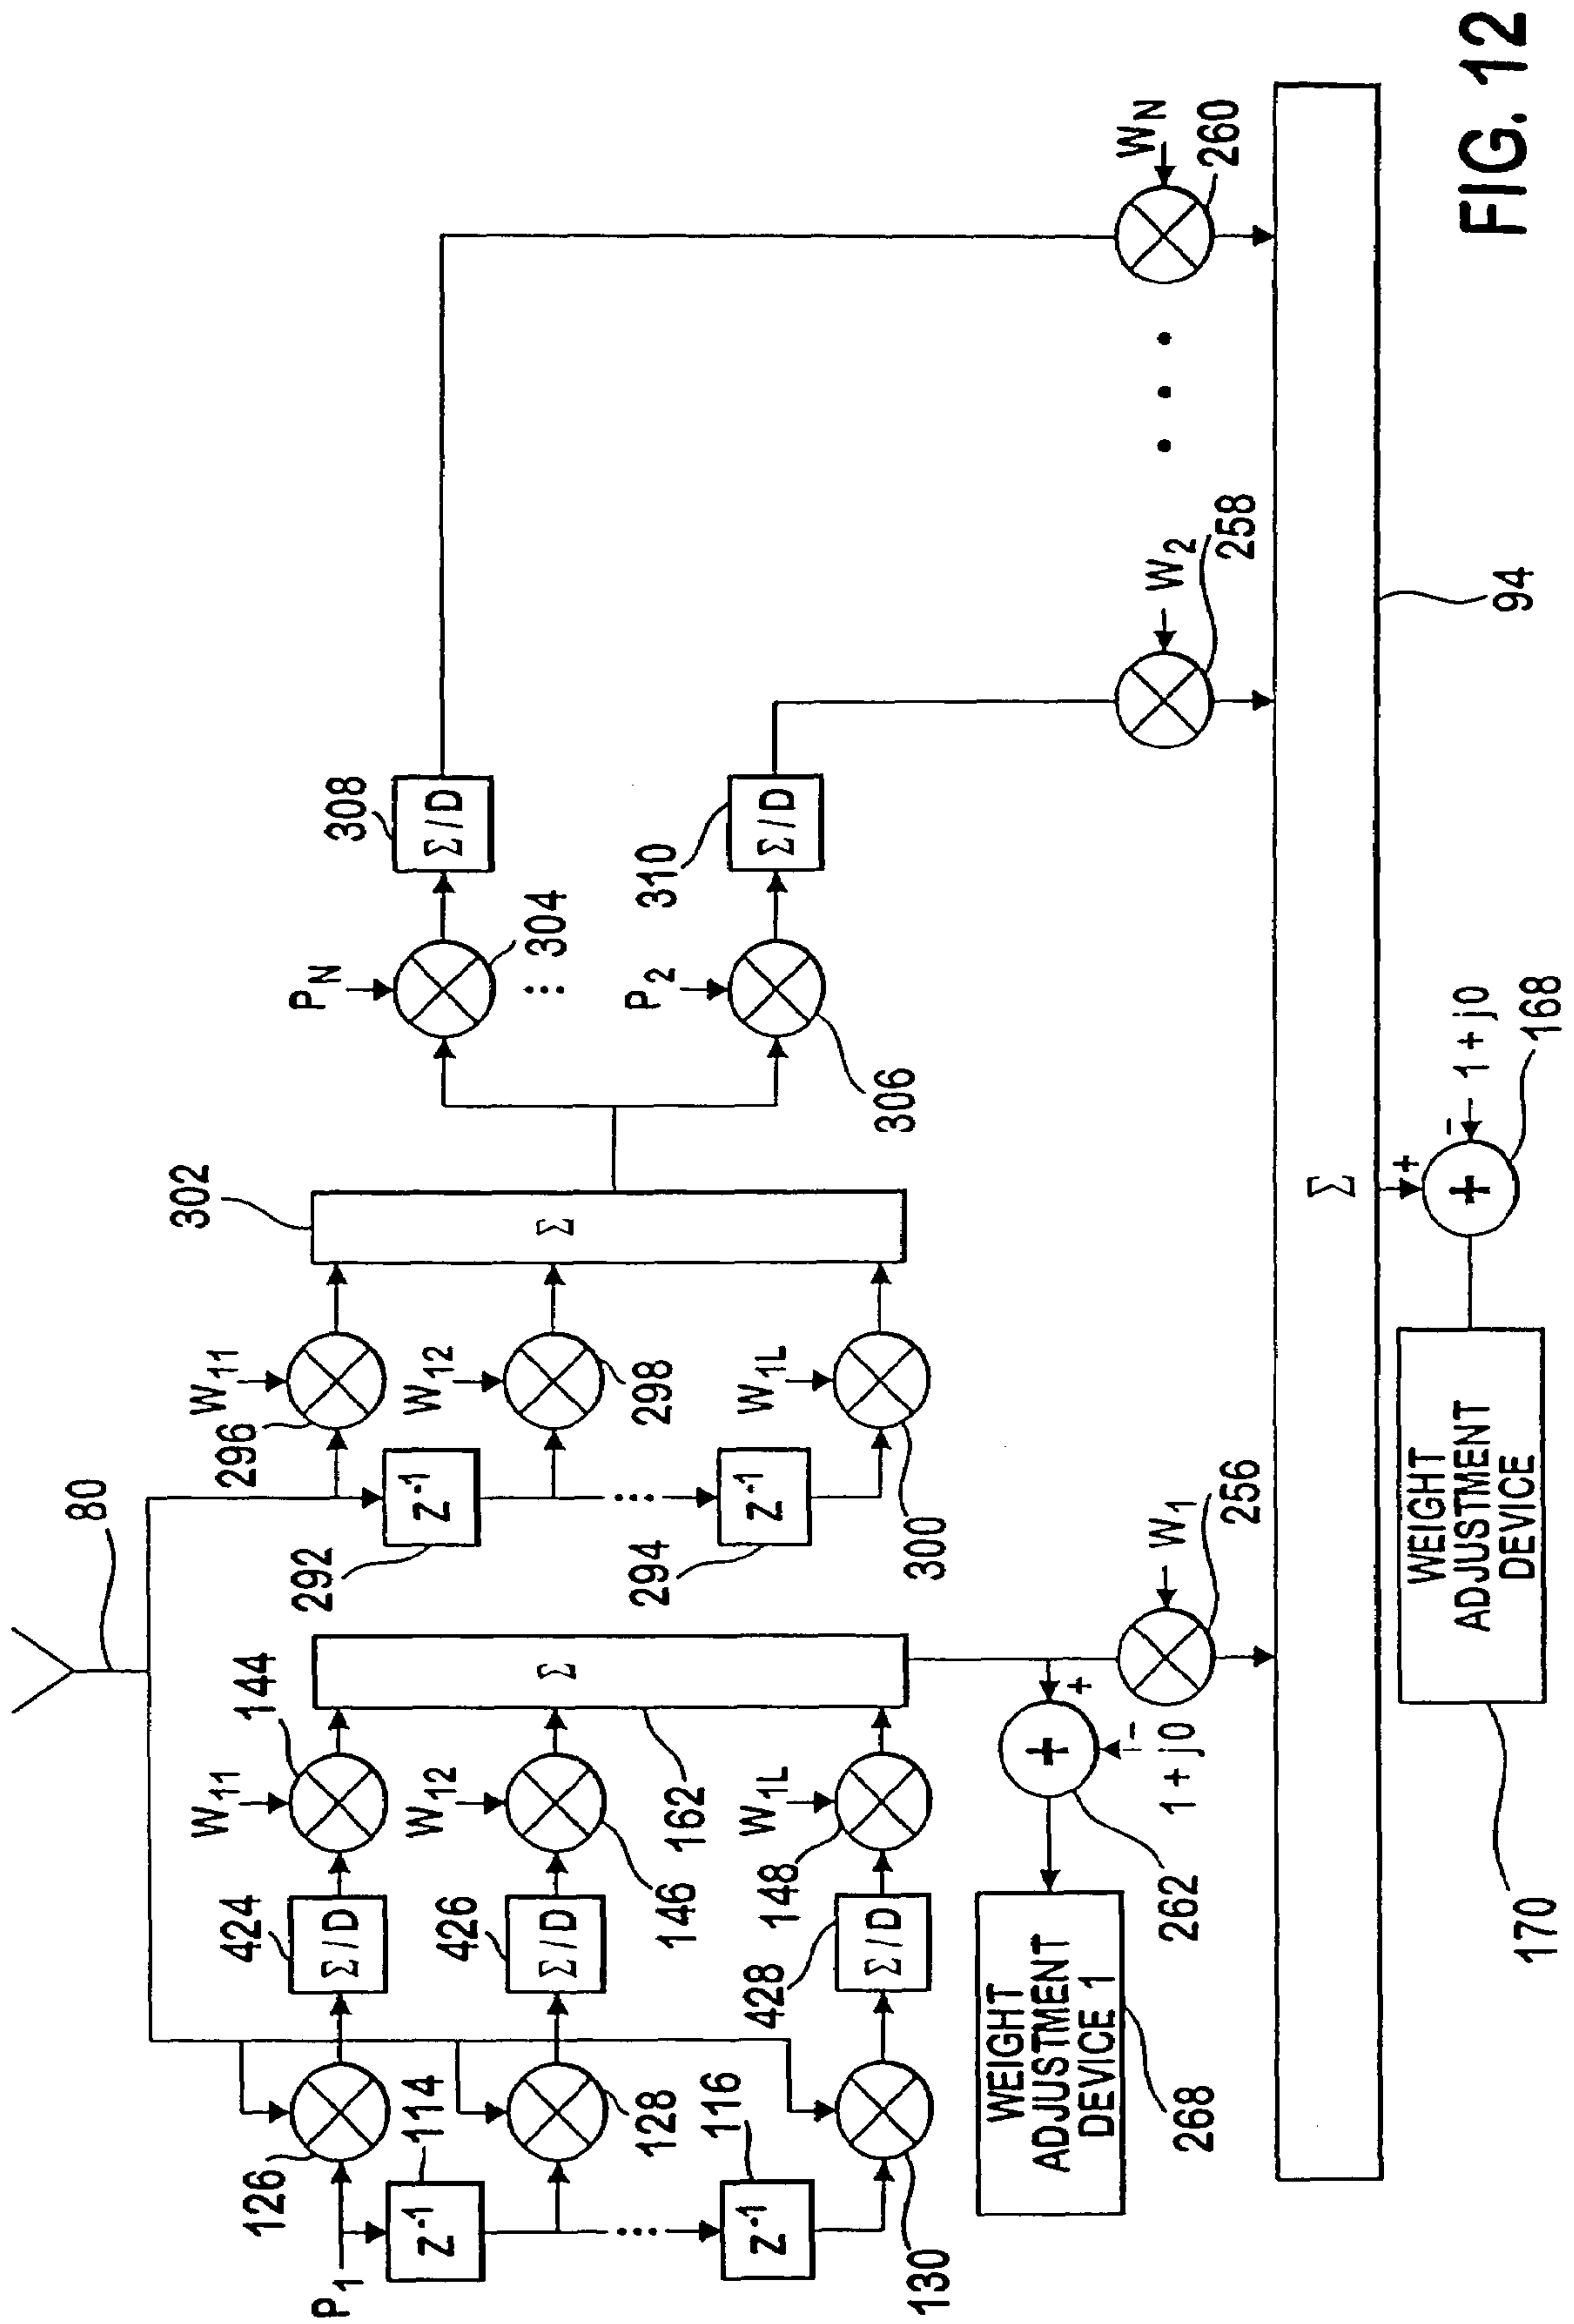 80
P1
126
114
128
116
130
424
426
428
Σ/D
Σ/D
Σ/D
Z-1
Z-1
W11
W12
W1L
144
146
148
162
Σ
292
294
Z-1
Z-1
W11
W12
W1L
296
298
300
302
Σ
PN
304
⋮
P2
306
308
Σ/D
310
Σ/D
WEIGHT
ADJUSTMENT
DEVICE 1
268
262
+
+
−
1 + j0
W1
256
W2
258
WN
260
Σ
94
+
+
−
1 + j0
168
WEIGHT
ADJUSTMENT
DEVICE
170
FIG. 12